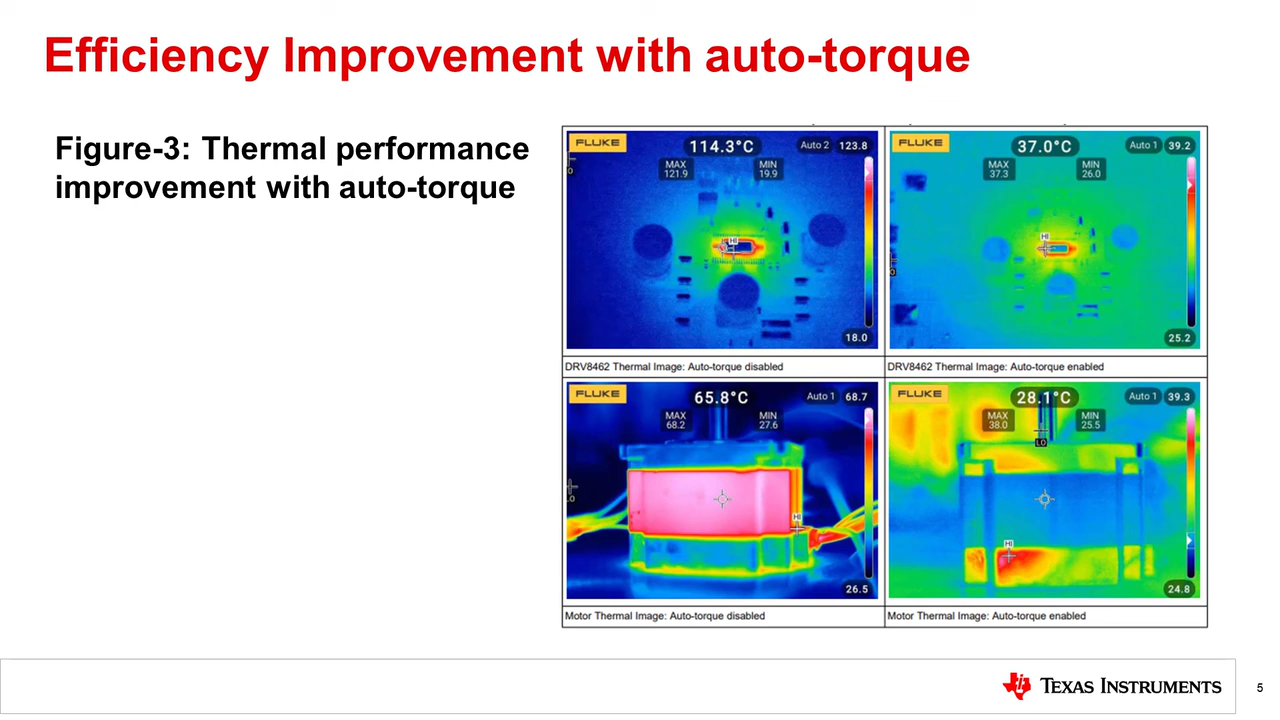 Efficiency Improvement with auto-torque
Figure-3: Thermal performance
improvement with auto-torque
FLUKE
114.3°C
Auto 2
123.8
MAX
121.9
MIN
19.9
HI
18.0
DRV8462 Thermal Image: Auto-torque disabled
FLUKE
37.0°C
Auto 1
39.2
MAX
37.3
MIN
26.0
HI
25.2
DRV8462 Thermal Image: Auto-torque enabled
FLUKE
65.8°C
Auto 1
68.7
MAX
68.2
MIN
27.6
HI
26.5
Motor Thermal Image: Auto-torque disabled
FLUKE
28.1°C
Auto 1
39.3
MAX
38.0
MIN
25.5
LO
HI
24.8
Motor Thermal Image: Auto-torque enabled
TEXAS INSTRUMENTS
5